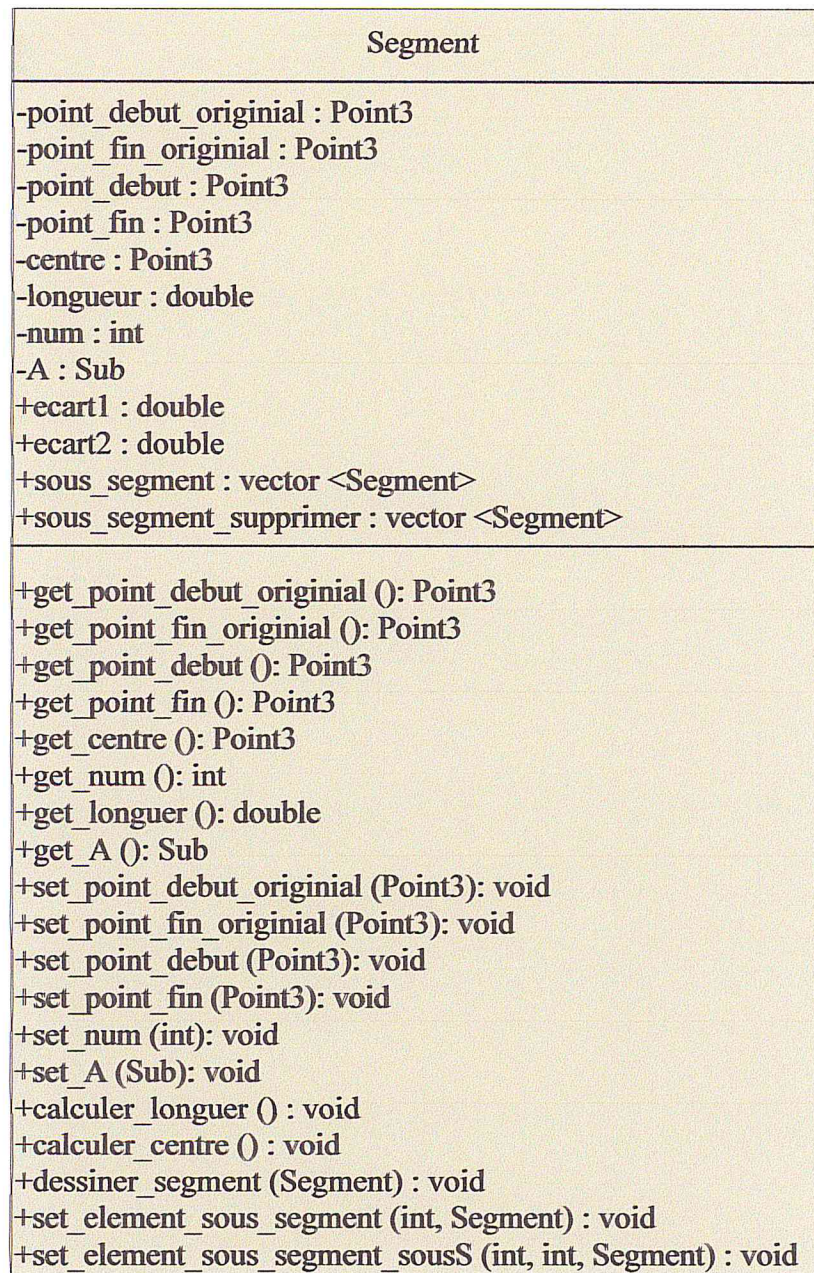 Segment
-point_debut_originial : Point3
-point_fin_originial : Point3
-point_debut : Point3
-point_fin : Point3
-centre : Point3
-longueur : double
-num : int
-A : Sub
+ecart1 : double
+ecart2 : double
+sous_segment : vector <Segment>
+sous_segment_supprimer : vector <Segment>
+get_point_debut_originial (): Point3
+get_point_fin_originial (): Point3
+get_point_debut (): Point3
+get_point_fin (): Point3
+get_centre (): Point3
+get_num (): int
+get_longuer (): double
+get_A (): Sub
+set_point_debut_originial (Point3): void
+set_point_fin_originial (Point3): void
+set_point_debut (Point3): void
+set_point_fin (Point3): void
+set_num (int): void
+set_A (Sub): void
+calculer_longuer () : void
+calculer_centre () : void
+dessiner_segment (Segment) : void
+set_element_sous_segment (int, Segment) : void
+set_element_sous_segment_sousS (int, int, Segment) : void